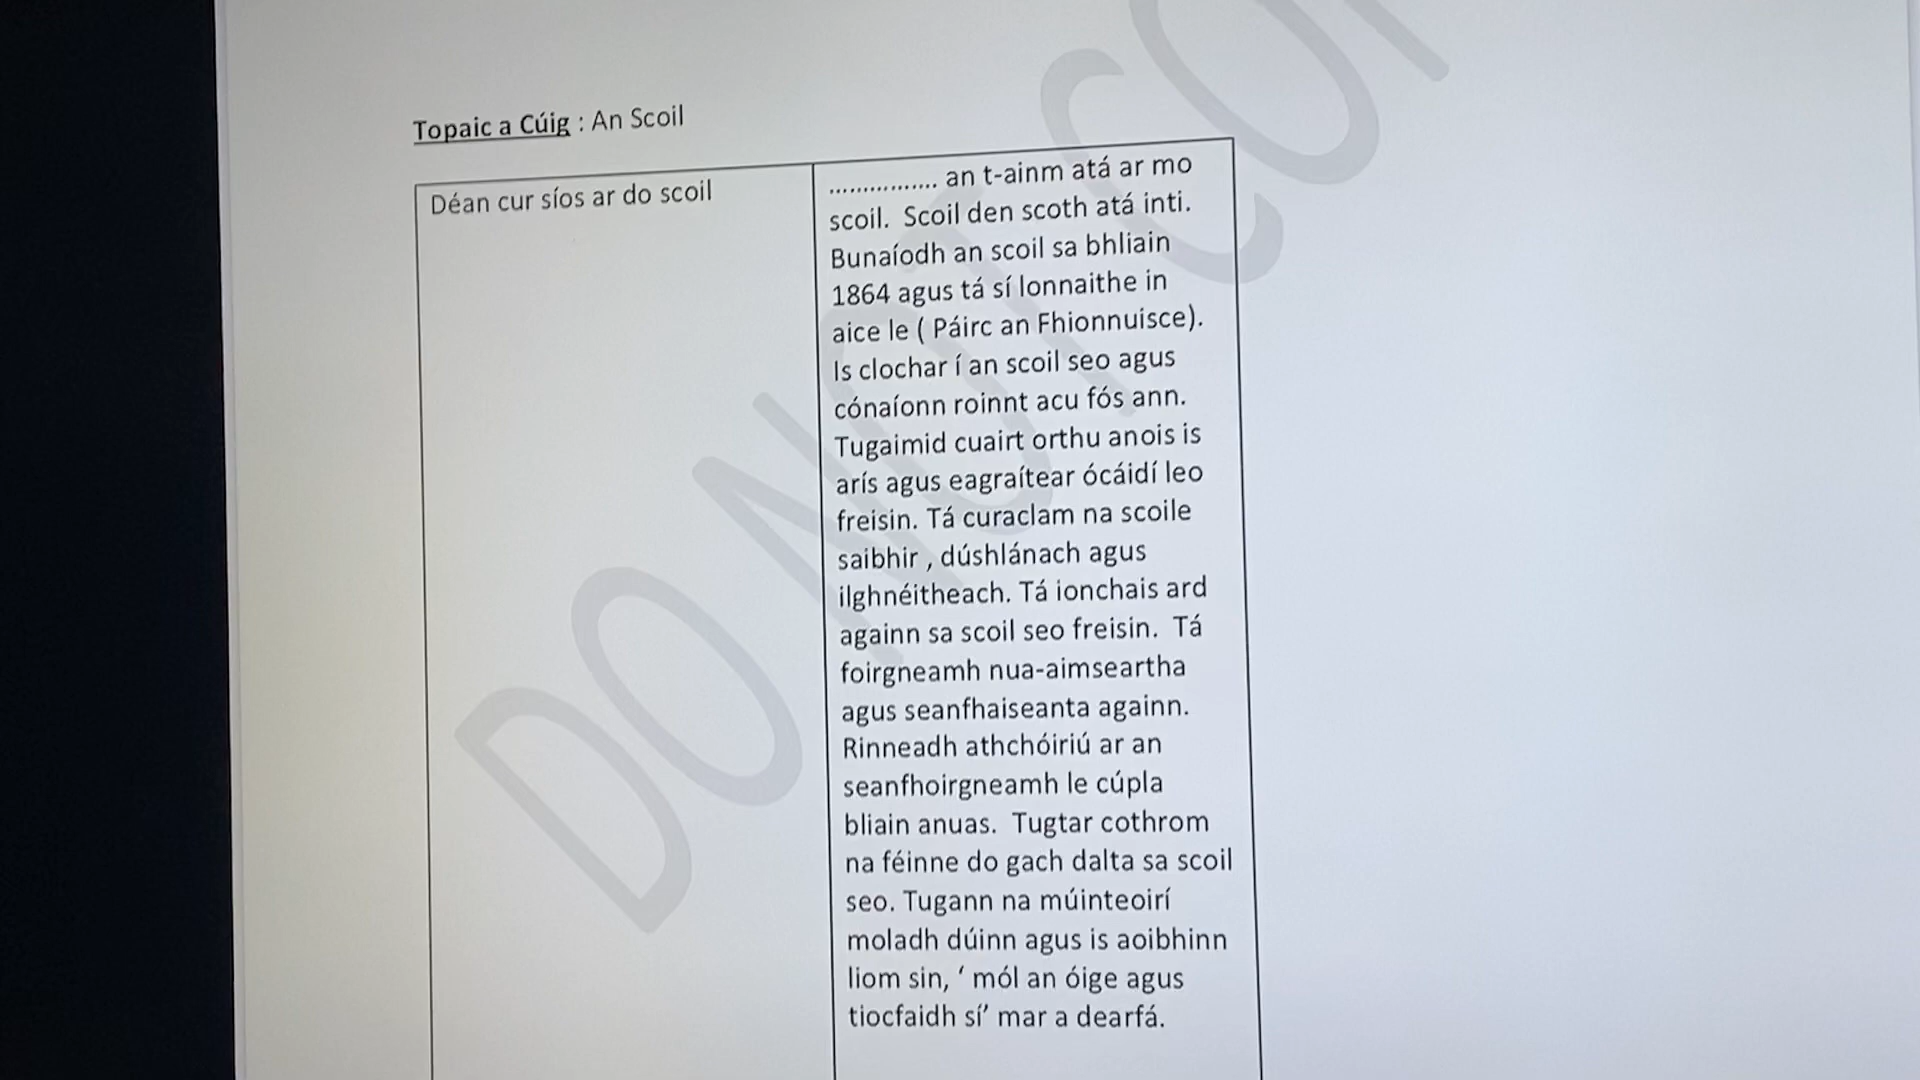 Topaic a Cúig : An Scoil
Déan cur síos ar do scoil
................ an t-ainm atá ar mo
scoil.  Scoil den scoth atá inti.
Bunaíodh an scoil sa bhliain
1864 agus tá sí lonnaithe in
aice le ( Páirc an Fhionnuisce).
Is clochar í an scoil seo agus
cónaíonn roinnt acu fós ann.
Tugaimid cuairt orthu anois is
arís agus eagraítear ócáidí leo
freisin. Tá curaclam na scoile
saibhir , dúshlánach agus
ilghnéitheach. Tá ionchais ard
againn sa scoil seo freisin.  Tá
foirgneamh nua-aimseartha
agus seanfhaiseanta againn.
Rinneadh athchóiriú ar an
seanfhoirgneamh le cúpla
bliain anuas.  Tugtar cothrom
na féinne do gach dalta sa scoil
seo. Tugann na múinteoirí
moladh dúinn agus is aoibhinn
liom sin, ‘ mól an óige agus
tiocfaidh sí’ mar a dearfá.
DO NOT CO